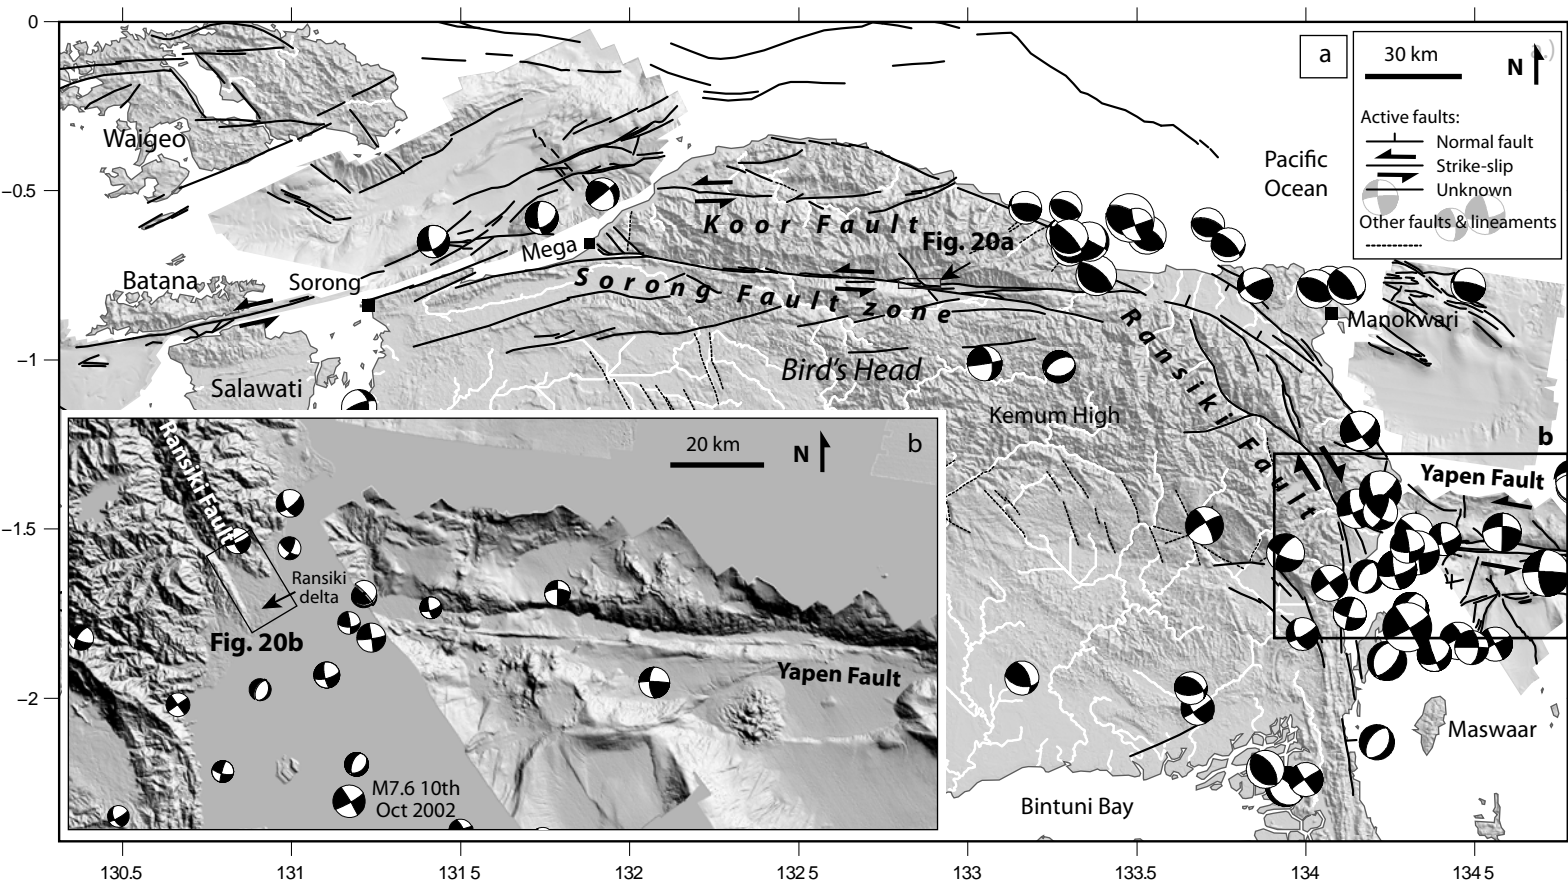 0
−0.5
−1
−1.5
−2
a
30 km
N
Active faults:
Normal fault
Strike-slip
Unknown
Other faults & lineaments
Waigeo
Pacific
Ocean
Koor Fault
Fig. 20a
Mega
Batana
Sorong
Sorong Fault zone
Manokwari
Ransiki Fault
Bird's Head
Salawati
Kemum High
b
Yapen Fault
20 km
N
b
Ransiki Fault
Ransiki
delta
Fig. 20b
Yapen Fault
M7.6 10th
Oct 2002
Maswaar
Bintuni Bay
130.5
131
131 5
132
132 5
133
133.5
134
134 5